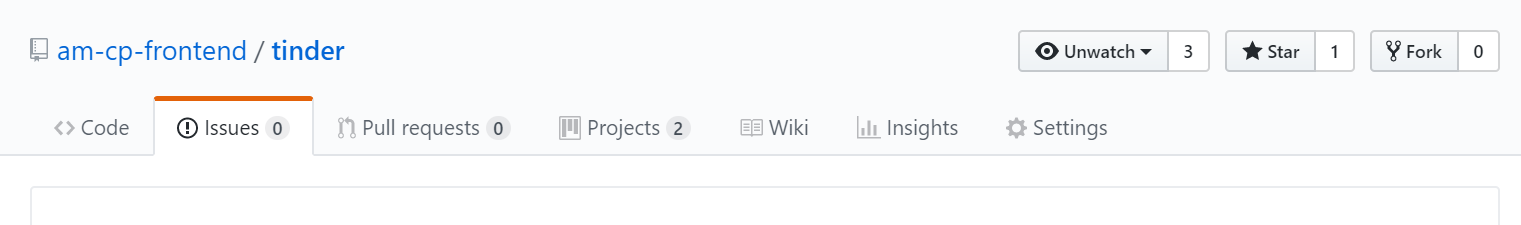 am-cp-frontend / tinder Unwatch 3 Star 1 Fork 0
Code Issues 0 Pull requests 0 Projects 2 Wiki Insights Settings